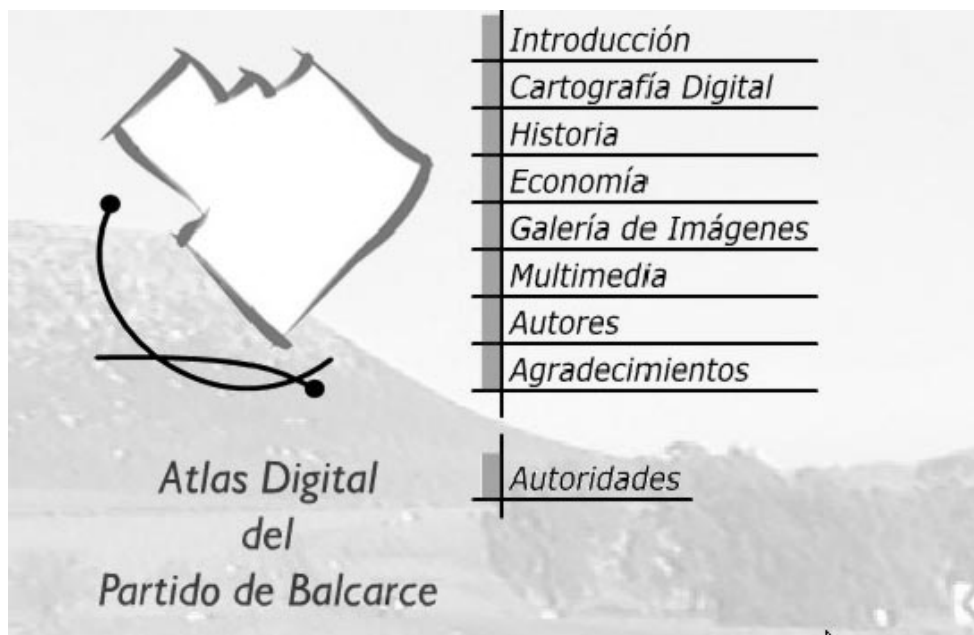 Introducción
Cartografía Digital
Historia
Economía
Galería de Imágenes
Multimedia
Autores
Agradecimientos
Autoridades
Atlas Digital
del
Partido de Balcarce